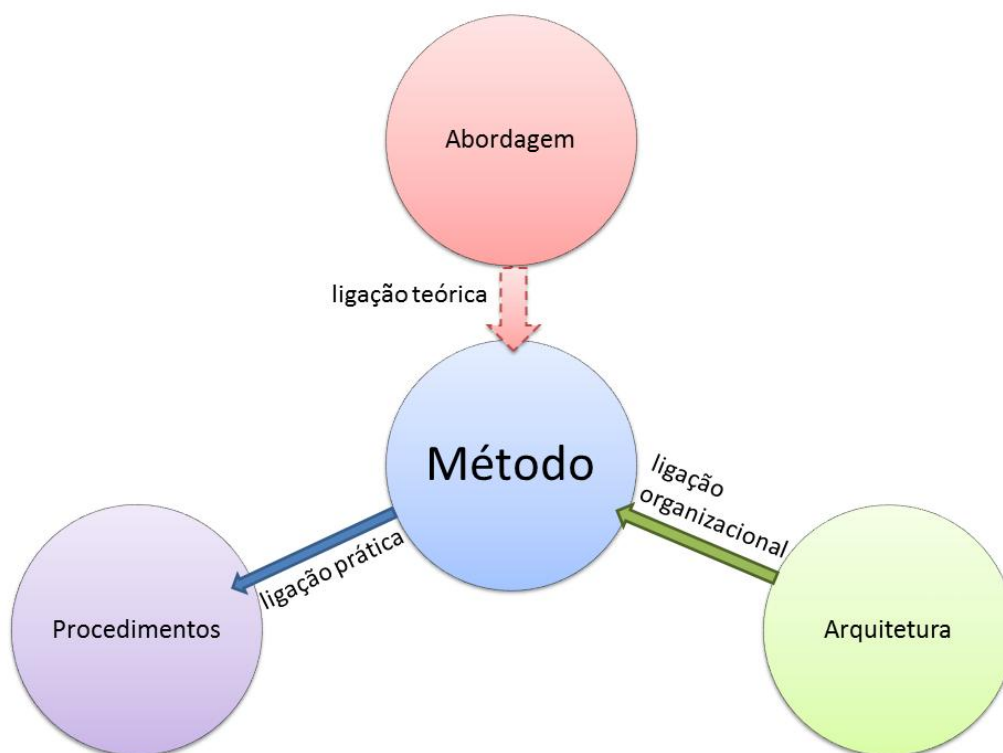 Abordagem
ligação teórica
Método
ligação
organizacional
ligação prática
Procedimentos
Arquitetura